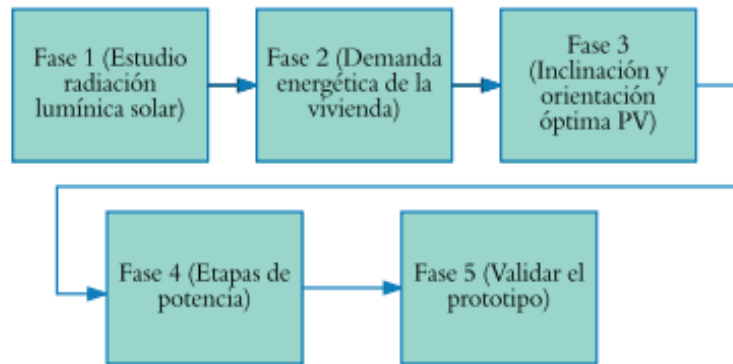 Fase 1 (Estudio
radiación
lumínica solar)
Fase 2 (Demanda
energética de la
vivienda)
Fase 3
(Inclinación y
orientación
óptima PV)
Fase 4 (Etapas de
potencia)
Fase 5 (Validar el
prototipo)